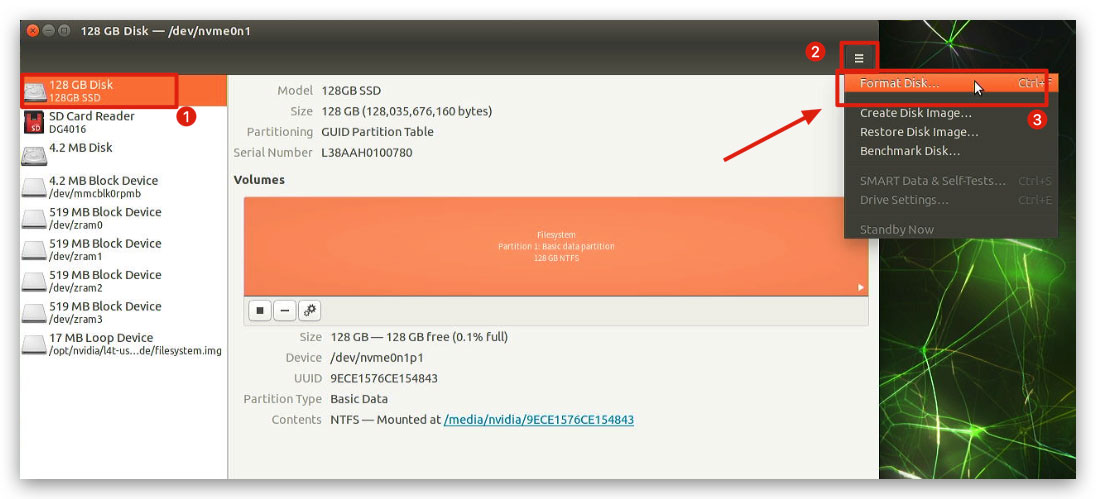 128 GB Disk — /dev/nvme0n1
2
128 GB Disk
128GB SSD
1
SD Card Reader
DG4016
4.2 MB Disk
4.2 MB Block Device
/dev/mmcblk0rpmb
519 MB Block Device
/dev/zram0
519 MB Block Device
/dev/zram1
519 MB Block Device
/dev/zram2
519 MB Block Device
/dev/zram3
17 MB Loop Device
/opt/nvidia/l4t-us...de/filesystem.img
Model 128GB SSD
Size 128 GB (128,035,676,160 bytes)
Partitioning GUID Partition Table
Serial Number L38AAH0100780
Volumes
Filesystem
Partition 1: Basic data partition
128 GB NTFS
Size 128 GB — 128 GB free (0.1% full)
Device /dev/nvme0n1p1
UUID 9ECE1576CE154843
Partition Type Basic Data
Contents NTFS — Mounted at /media/nvidia/9ECE1576CE154843
Format Disk...
3
Create Disk Image...
Restore Disk Image...
Benchmark Disk...
SMART Data & Self-Tests... Ctrl+S
Drive Settings... Ctrl+E
Standby Now